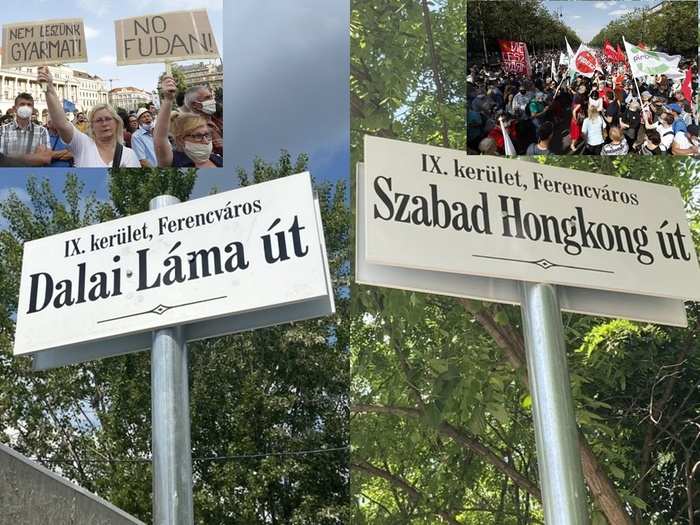 NEM LESZÜNK
GYARMAT!
NO
FUDAN!
IX. kerület, Ferencváros
Dalai Láma út
IX. kerület, Ferencváros
Szabad Hongkong út